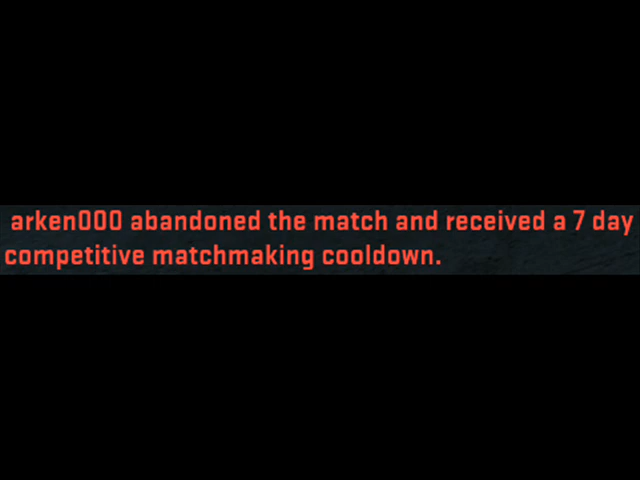 arken000 abandoned the match and received a 7 day
competitive matchmaking cooldown.